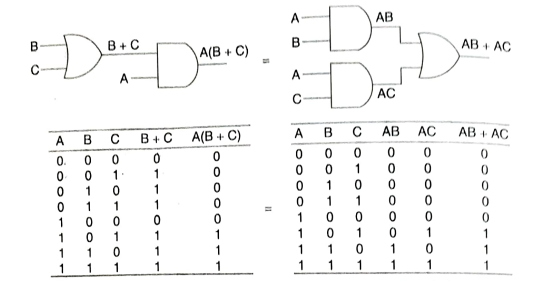 B
C
B + C
A
A(B + C)
=
A
B
AB
A
C
AC
AB + AC
A B C B + C A(B + C)
0 0 0 0 0
0 0 1 1 0
0 1 0 1 0
0 1 1 1 0
1 0 0 0 0
1 0 1 1 1
1 1 0 1 1
1 1 1 1 1
=
A B C AB AC AB + AC
0 0 0 0 0 0
0 0 1 0 0 0
0 1 0 0 0 0
0 1 1 0 0 0
1 0 0 0 0 0
1 0 1 0 1 1
1 1 0 1 0 1
1 1 1 1 1 1